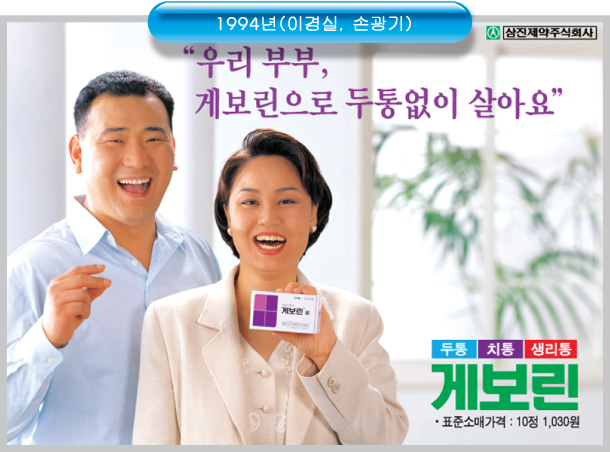 1994년(이경실, 손광기)
삼진제약주식회사
“우리 부부,
게보린으로 두통없이 살아요”
게보린
두통 치통 생리통
게보린
• 표준소매가격 : 10정 1,030원